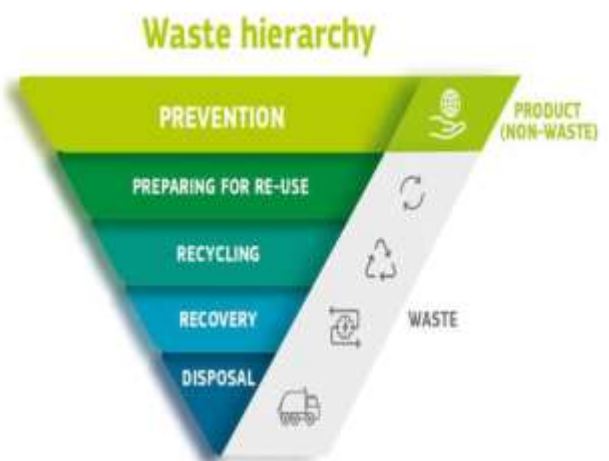 Waste hierarchy
PREVENTION
PRODUCT
(NON-WASTE)
PREPARING FOR RE-USE
RECYCLING
RECOVERY
WASTE
DISPOSAL